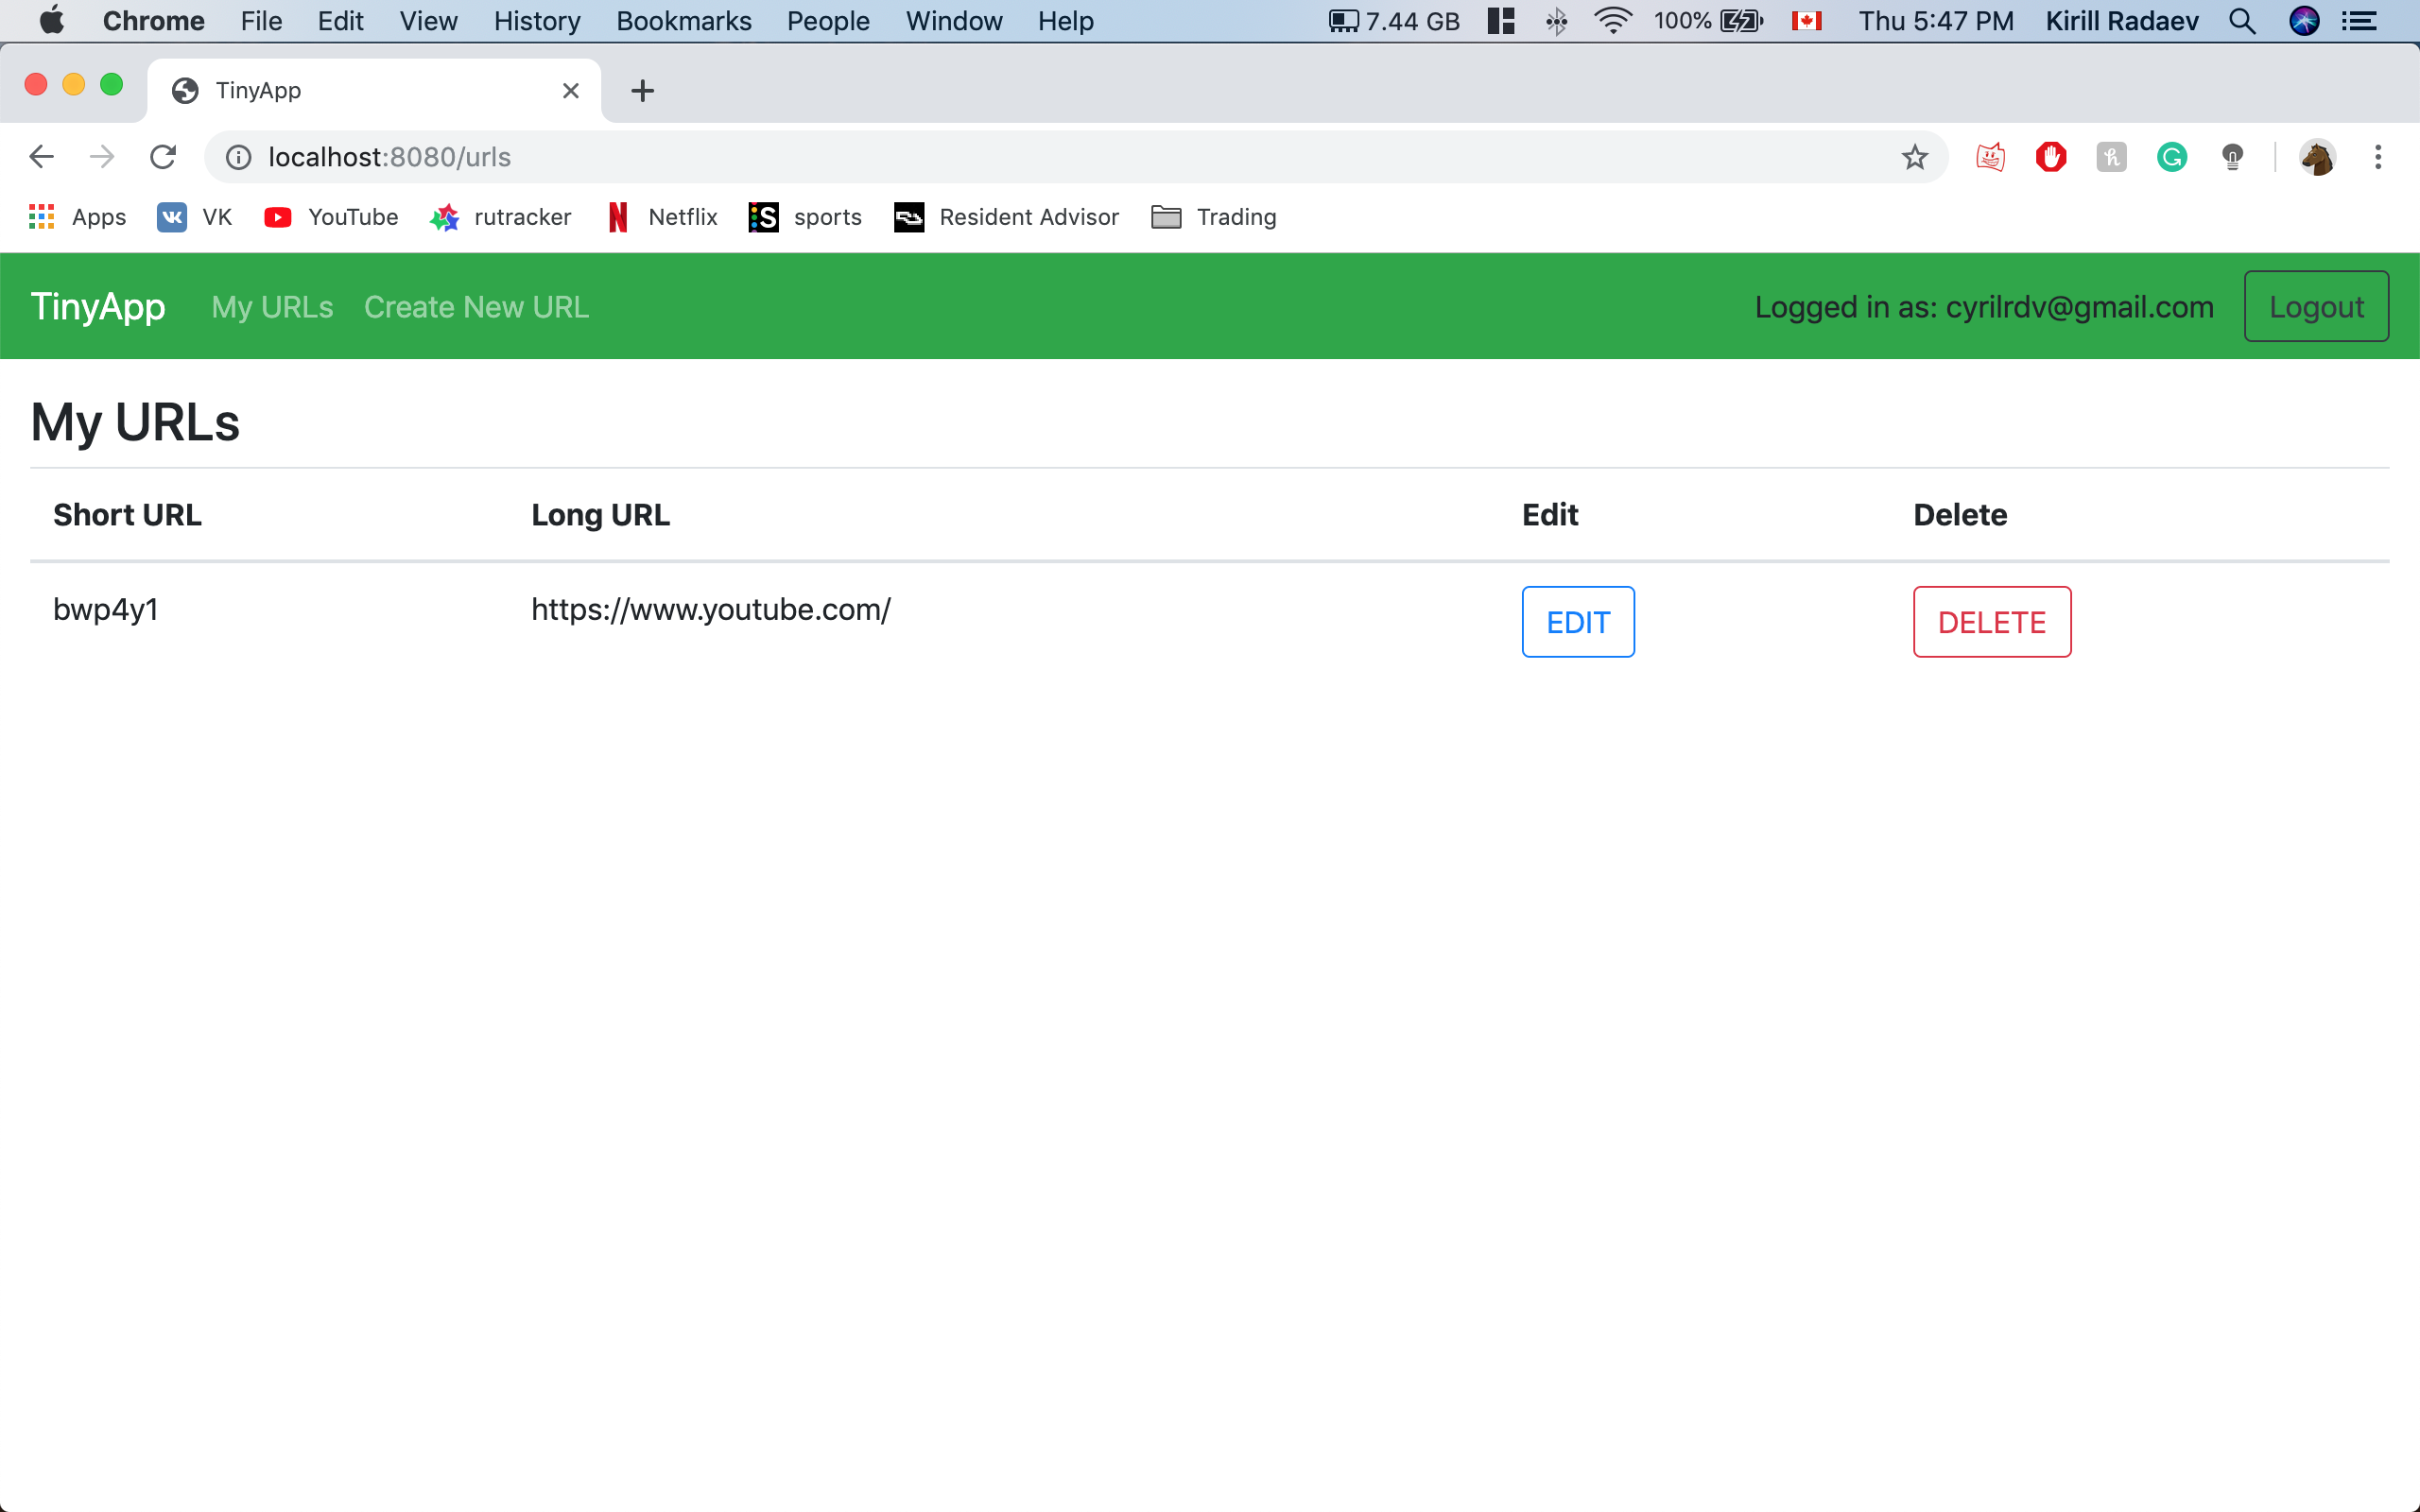 Chrome File Edit View History Bookmarks People Window Help 7.44 GB 100% Thu 5:47 PM Kirill Radaev
TinyApp
localhost:8080/urls
Apps VK YouTube rutracker Netflix sports Resident Advisor Trading
TinyApp My URLs Create New URL Logged in as: cyrilrdv@gmail.com Logout
My URLs
Short URL Long URL Edit Delete
bwp4y1 https://www.youtube.com/ EDIT DELETE